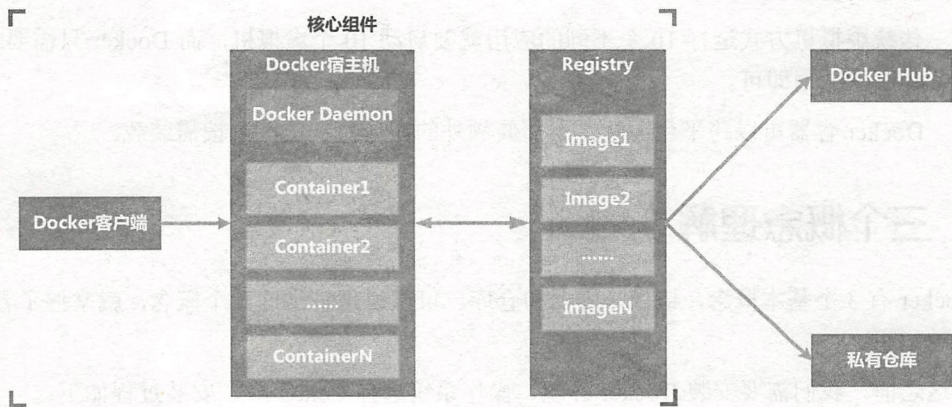 核心组件
Docker宿主机
Docker Daemon
Container1
Container2
......
ContainerN
Docker客户端
Registry
Image1
Image2
......
ImageN
Docker Hub
私有仓库